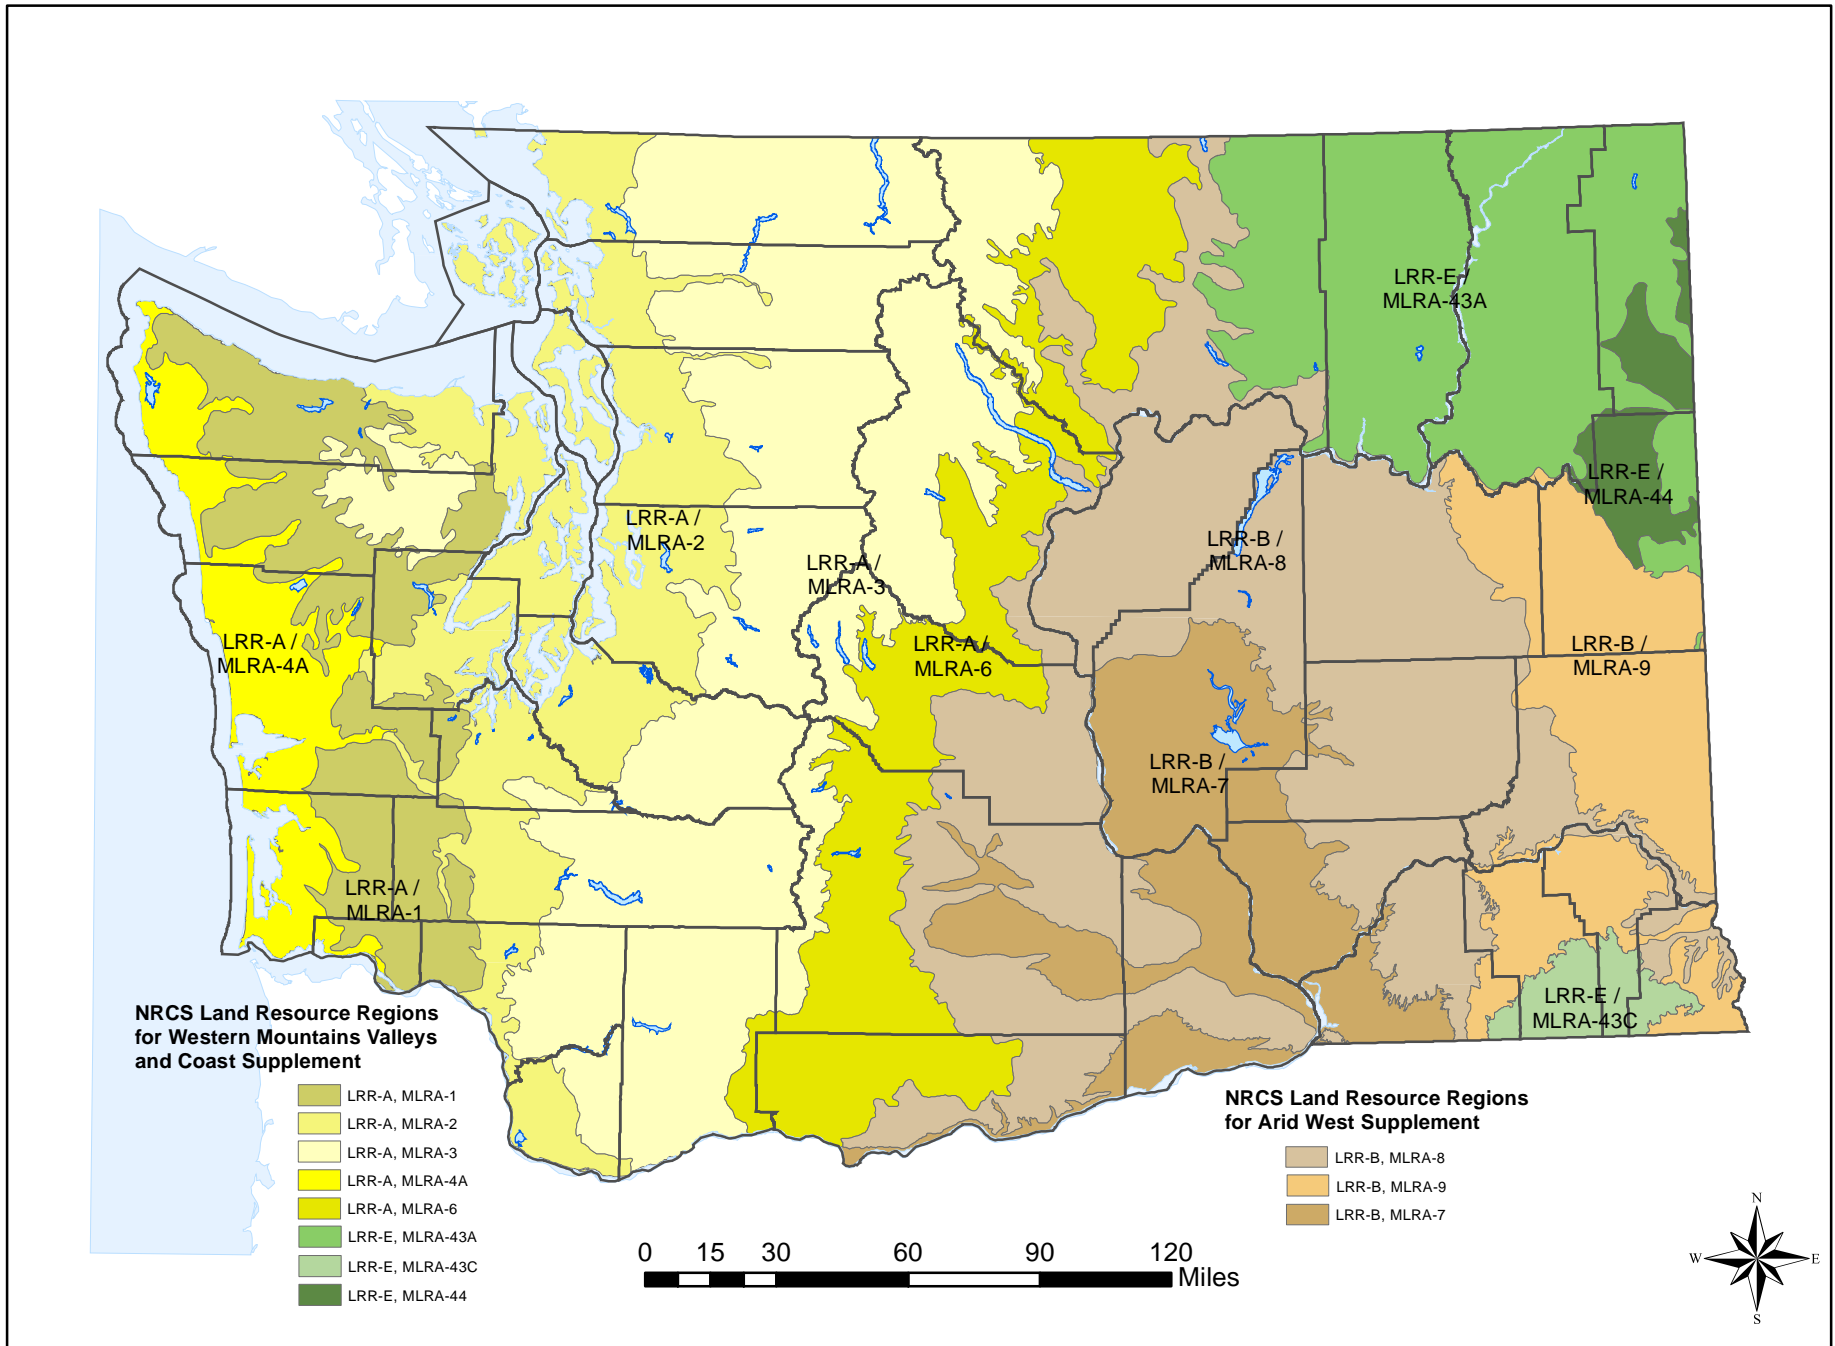 LRR-E /
MLRA-43A
LRR-E /
MLRA-44
LRR-A /
MLRA-2
LRR-B /
MLRA-8
LRR-A /
MLRA-3
LRR-A /
MLRA-4A
LRR-A /
MLRA-6
LRR-B /
MLRA-9
LRR-B /
MLRA-7
LRR-A /
MLRA-1
LRR-E /
MLRA-43C
NRCS Land Resource Regions
for Western Mountains Valleys
and Coast Supplement
LRR-A, MLRA-1
LRR-A, MLRA-2
LRR-A, MLRA-3
LRR-A, MLRA-4A
LRR-A, MLRA-6
LRR-E, MLRA-43A
LRR-E, MLRA-43C
LRR-E, MLRA-44
NRCS Land Resource Regions
for Arid West Supplement
LRR-B, MLRA-8
LRR-B, MLRA-9
LRR-B, MLRA-7
0 15 30 60 90 120
Miles
N
W E
S